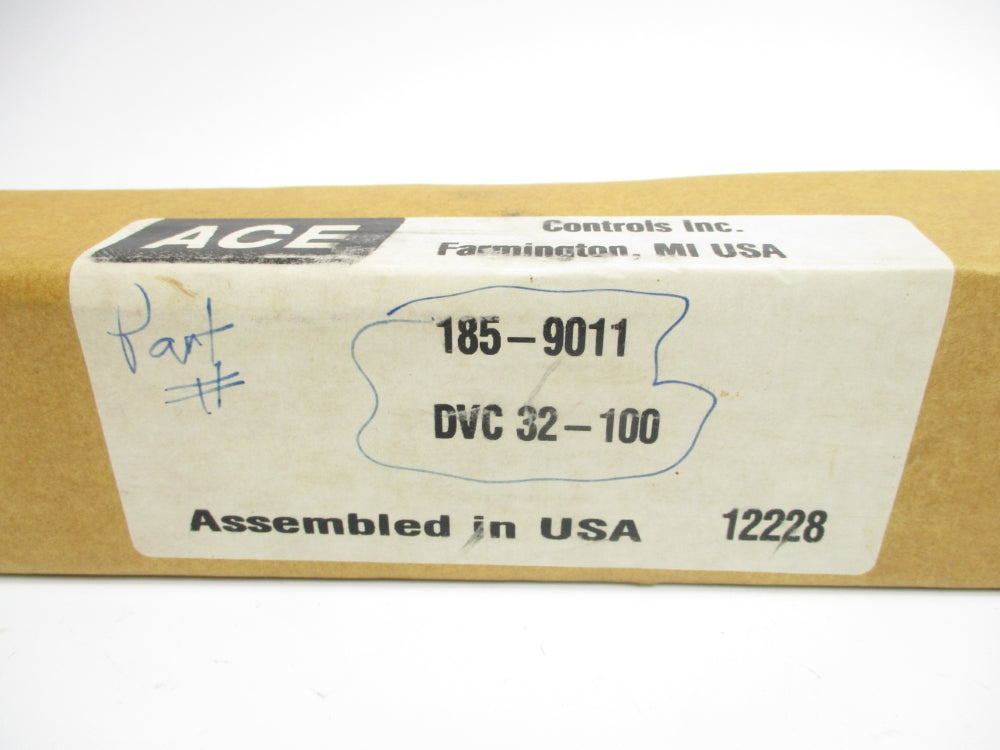 ACE
Controls Inc.
Farmington, MI USA
Part
#
185-9011
DVC 32-100
Assembled in USA 12228